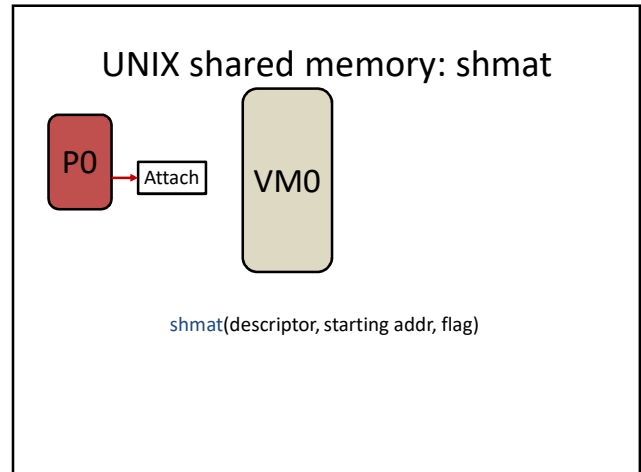 UNIX shared memory: shmat
P0
Attach
VM0
shmat(descriptor, starting addr, flag)